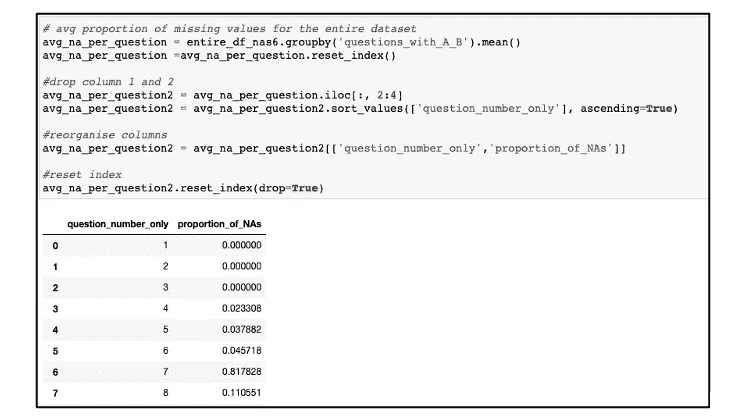 # avg proportion of missing values for the entire dataset
avg_na_per_question = entire_df_nas6.groupby('questions_with_A_B').mean()
avg_na_per_question =avg_na_per_question.reset_index()
#drop column 1 and 2
avg_na_per_question2 = avg_na_per_question.iloc[:, 2:4]
avg_na_per_question2 = avg_na_per_question2.sort_values(['question_number_only'], ascending=True)
#reorganise columns
avg_na_per_question2 = avg_na_per_question2[['question_number_only','proportion_of_NAs']]
#reset index
avg_na_per_question2.reset_index(drop=True)
question_number_only proportion_of_NAs
0 1 0.000000
1 2 0.000000
2 3 0.000000
3 4 0.023308
4 5 0.037882
5 6 0.045718
6 7 0.817828
7 8 0.110551